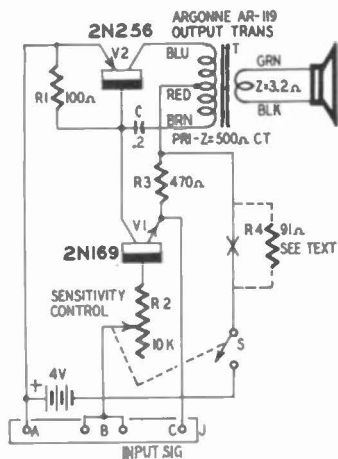 ARGONNE AR-119
OUTPUT TRANS
2N256
V2
BLU
T
GRN
R1
100Ω
RED
Z=3.2Ω
C
.2
BRN
BLK
PRI-Z=500Ω CT
R3
470Ω
V1
R4
91Ω
SEE TEXT
2N169
SENSITIVITY
CONTROL
R2
10K
S
+
4V
A
B
C
J
INPUT SIG